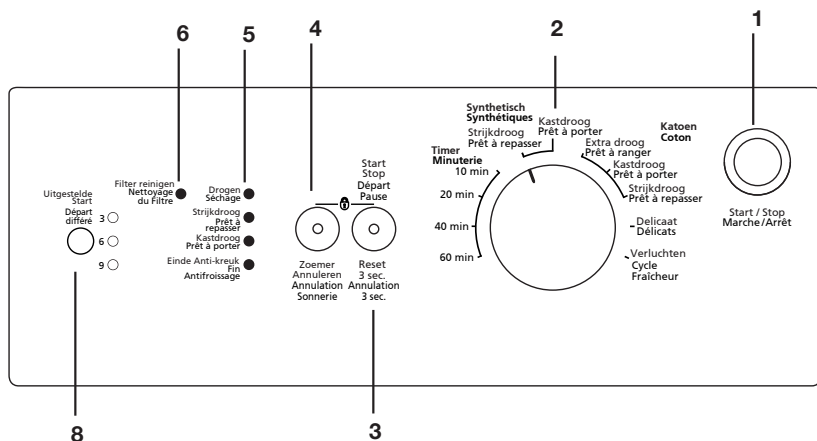 6
5
4
2
1
Uitgestelde
Start
Départ
différé
3
6
9
Filter reinigen
Nettoyage
du Filtre
Drogen
Séchage
Strijkdroog
Prêt à
repasser
Kastdroog
Prêt à porter
Einde Anti-kreuk
Fin
Antifroissage
Start
Stop
Départ
Pause
Zoemer
Annuleren
Annulation
Sonnerie
Reset
3 sec.
Annulation
3 sec.
Timer
Minuterie
10 min
20 min
40 min
60 min
Synthetisch
Synthétiques
Strijkdroog
Prêt à repasser
Kastdroog
Prêt à porter
Katoen
Coton
Extra droog
Prêt à ranger
Kastdroog
Prêt à porter
Strijkdroog
Prêt à repasser
Delicaat
Délicats
Verluchten
Cycle
Fraîcheur
Start / Stop
Marche/Arrêt
8
3